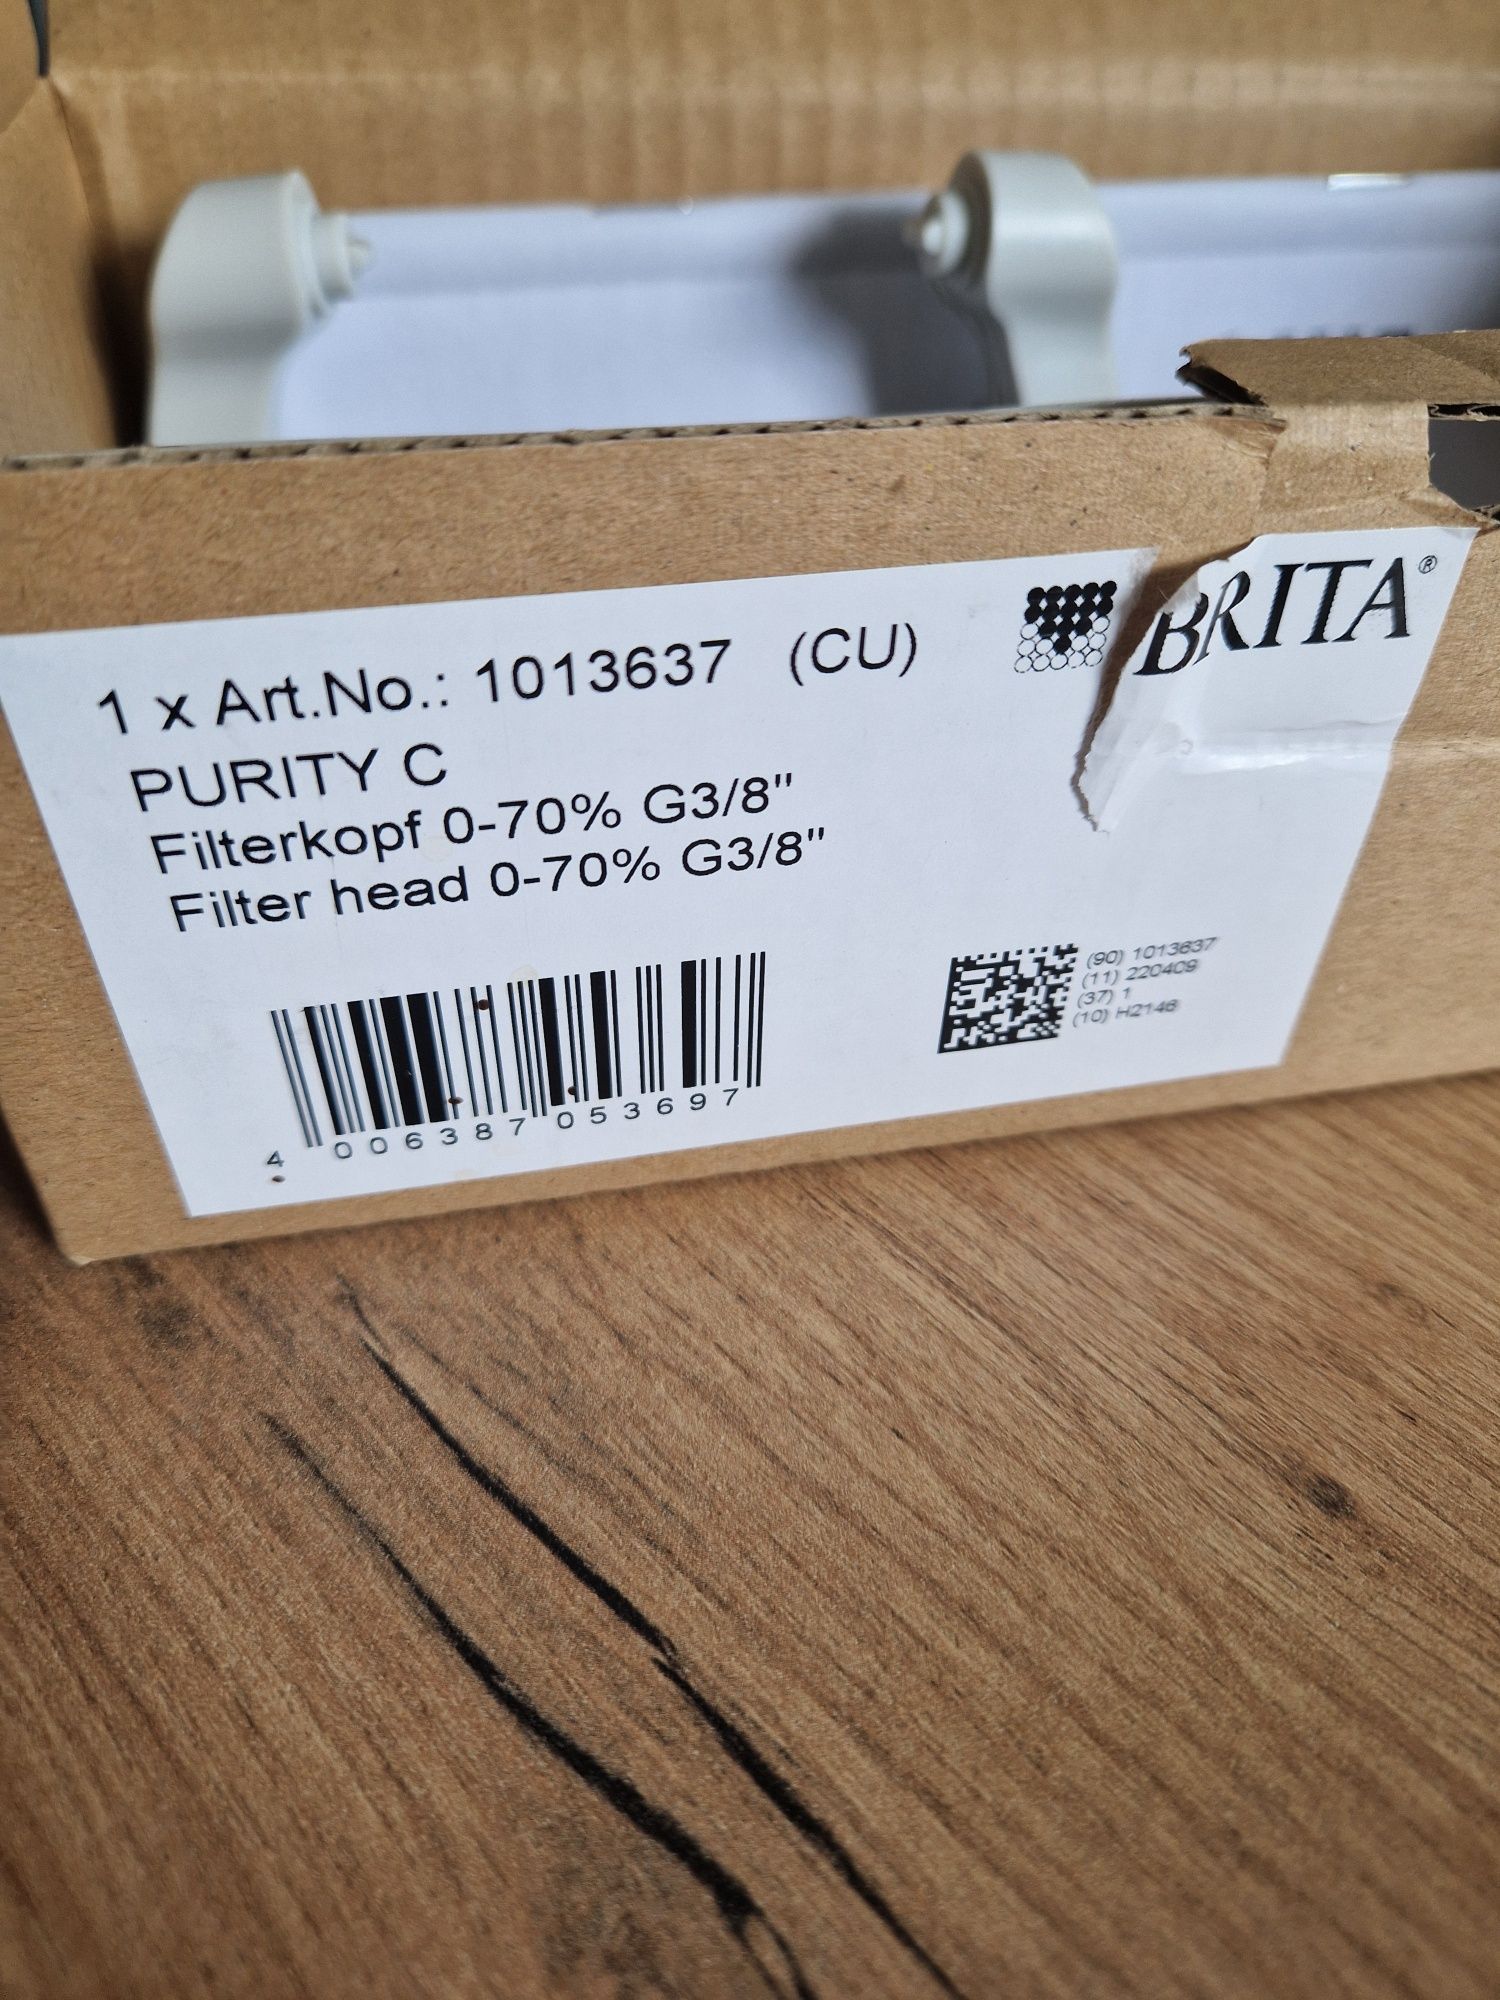 BRITA®
1 x Art.No.: 1013637 (CU)
PURITY C
Filterkopf 0-70% G3/8"
Filter head 0-70% G3/8"
(90) 1013637
(11) 220409
(37) 1
(10) H2146
4 006387 053697